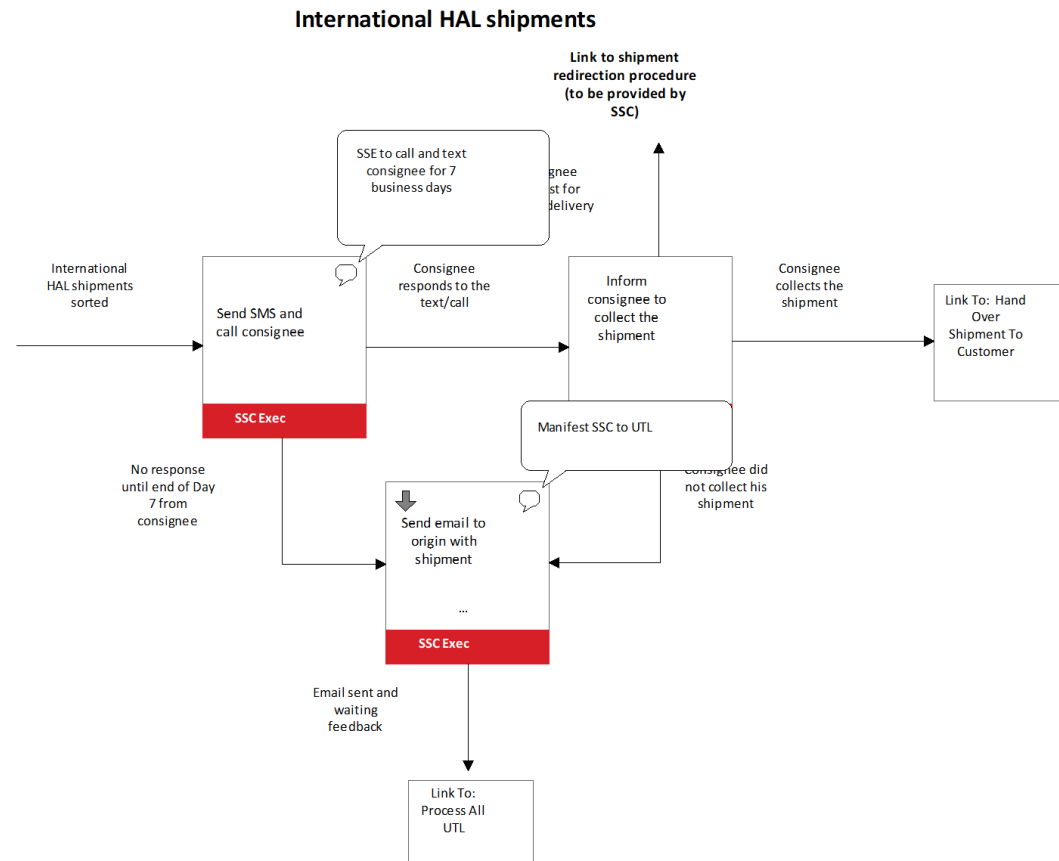 International HAL shipments
Link to shipment
redirection procedure
(to be provided by
SSC)
SSE to call and text
consignee for 7
business days
gnee
st for
delivery
International
HAL shipments
sorted
Send SMS and
call consignee
SSC Exec
Consignee
responds to the
text/call
Inform
consignee to
collect the
shipment
Consignee
collects the
shipment
Link To: Hand
Over
Shipment To
Customer
Manifest SSC to UTL
No response
until end of Day
7 from
consignee
Consignee did
not collect his
shipment
Send email to
origin with
shipment
...
SSC Exec
Email sent and
waiting
feedback
Link To:
Process All
UTL